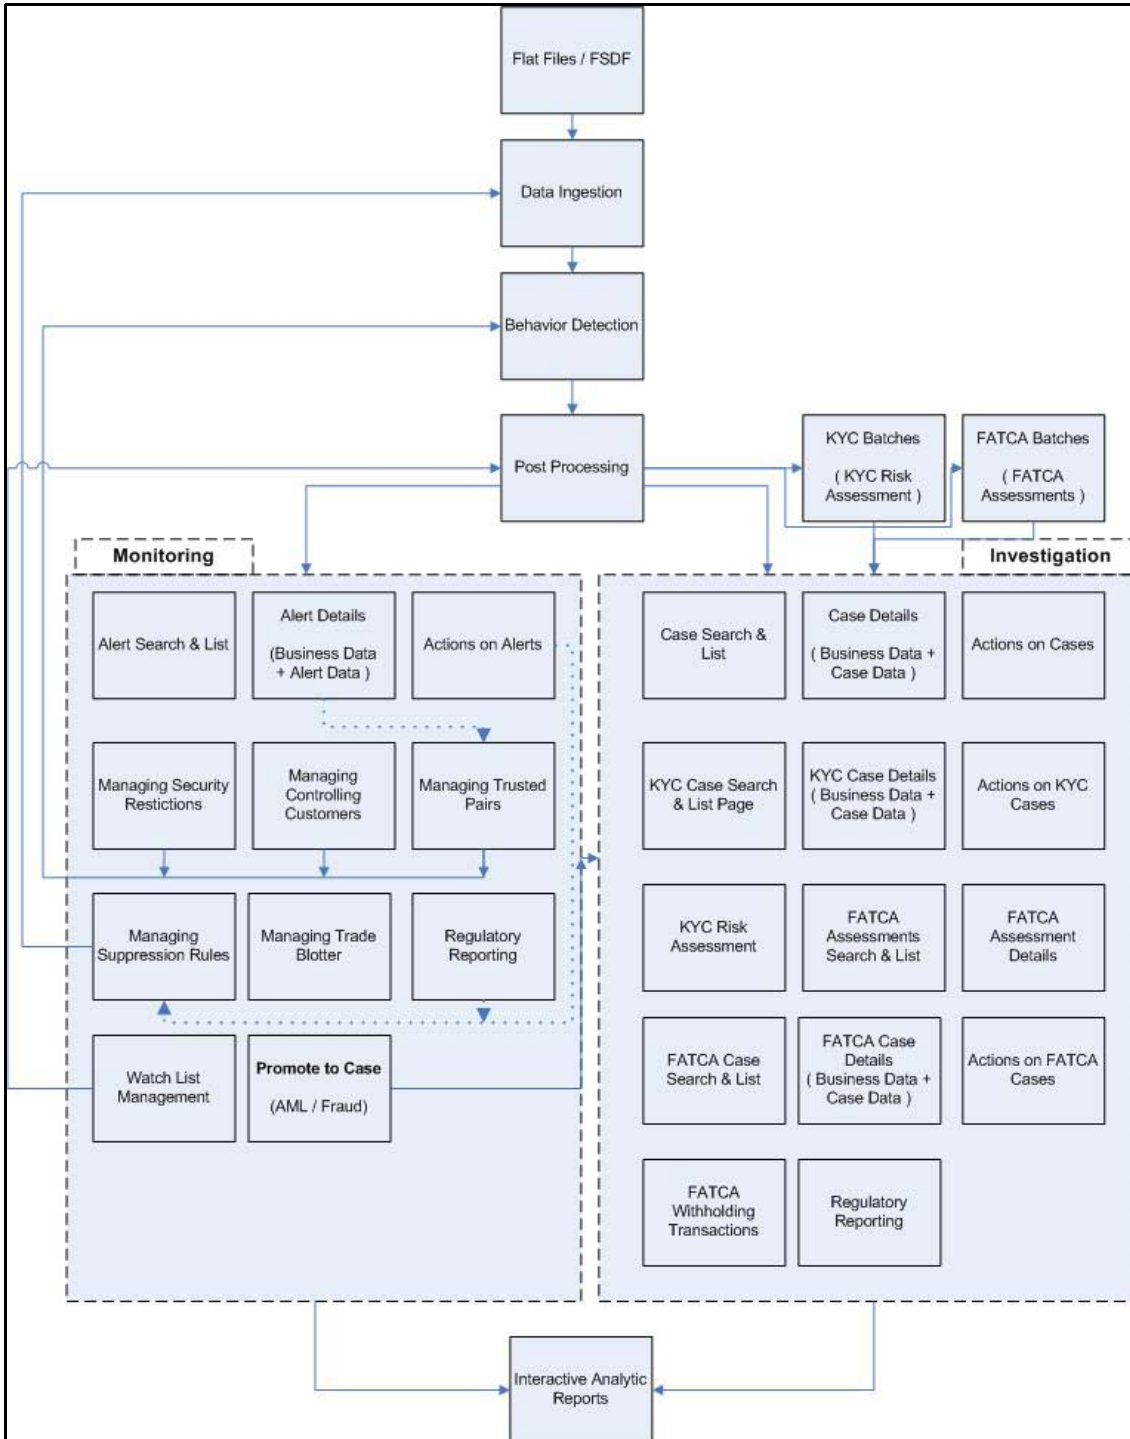 Flat Files / FSDF
Data Ingestion
Behavior Detection
Post Processing
KYC Batches
( KYC Risk
Assessment )
FATCA Batches
( FATCA
Assessments )
Monitoring
Investigation
Alert Search & List
Alert Details
(Business Data
+ Alert Data )
Actions on Alerts
Case Search &
List
Case Details
( Business Data +
Case Data )
Actions on Cases
Managing Security
Restictions
Managing
Controlling
Customers
Managing Trusted
Pairs
KYC Case Search
& List Page
KYC Case Details
( Business Data +
Case Data )
Actions on KYC
Cases
Managing
Suppression Rules
Managing Trade
Blotter
Regulatory
Reporting
KYC Risk
Assessment
FATCA
Assessments
Search & List
FATCA
Assessment
Details
Watch List
Management
Promote to Case
(AML / Fraud)
FATCA Case
Search & List
FATCA Case
Details
( Business Data +
Case Data )
Actions on FATCA
Cases
FATCA
Withholding
Transactions
Regulatory
Reporting
Interactive Analytic
Reports